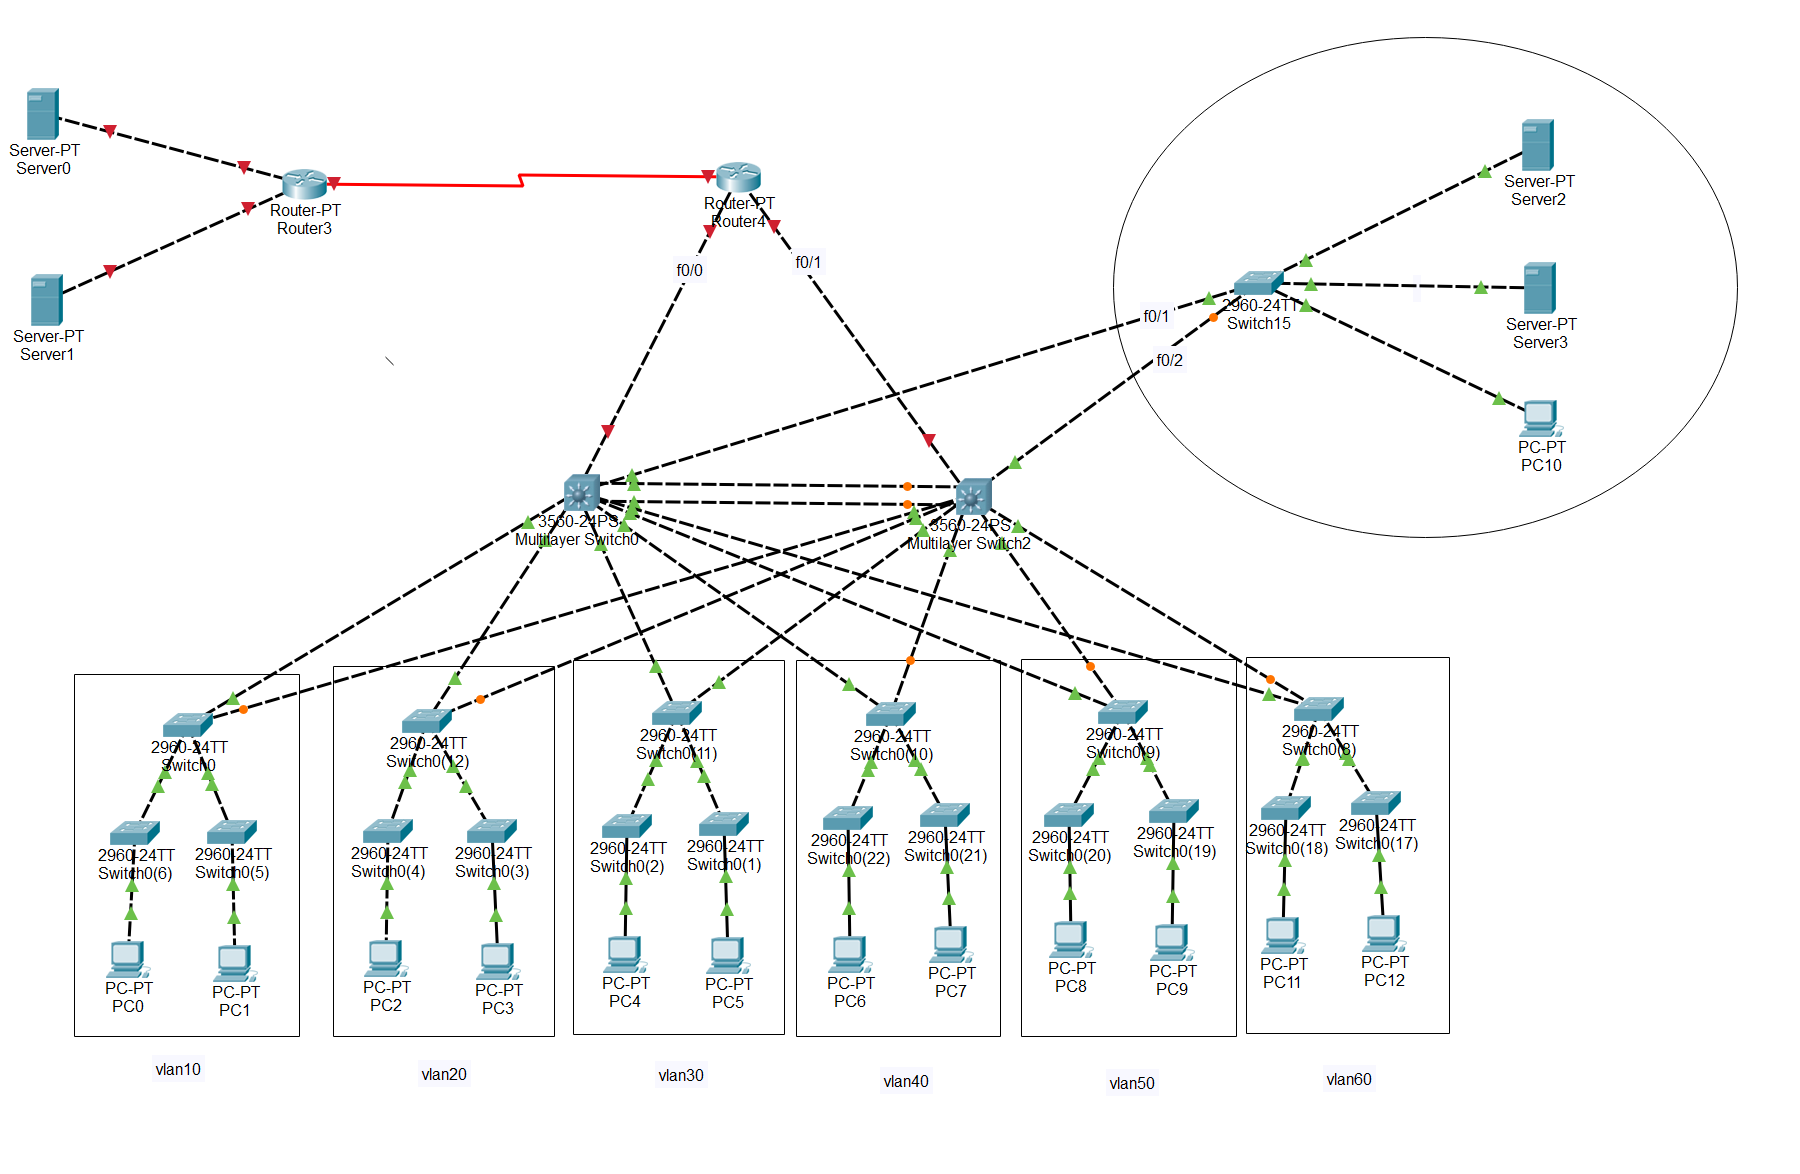 Server-PT
Server0
Server-PT
Server1
Router-PT
Router3
Router-PT
Router4
f0/0
f0/1
Server-PT
Server2
Server-PT
Server3
PC-PT
PC10
2960-24TT
Switch15
f0/1
f0/2
3560-24PS
Multilayer Switch0
3560-24PS
Multilayer Switch2
2960-24TT
Switch0
2960-24TT
Switch0(12)
2960-24TT
Switch0(11)
2960-24TT
Switch0(10)
2960-24TT
Switch0(9)
2960-24TT
Switch0(8)
2960-24TT
Switch0(6)
2960-24TT
Switch0(5)
2960-24TT
Switch0(4)
2960-24TT
Switch0(3)
2960-24TT
Switch0(2)
2960-24TT
Switch0(1)
2960-24TT
Switch0(22)
2960-24TT
Switch0(21)
2960-24TT
Switch0(20)
2960-24TT
Switch0(19)
2960-24TT
Switch0(18)
2960-24TT
Switch0(17)
PC-PT
PC0
PC-PT
PC1
PC-PT
PC2
PC-PT
PC3
PC-PT
PC4
PC-PT
PC5
PC-PT
PC6
PC-PT
PC7
PC-PT
PC8
PC-PT
PC9
PC-PT
PC11
PC-PT
PC12
vlan10
vlan20
vlan30
vlan40
vlan50
vlan60